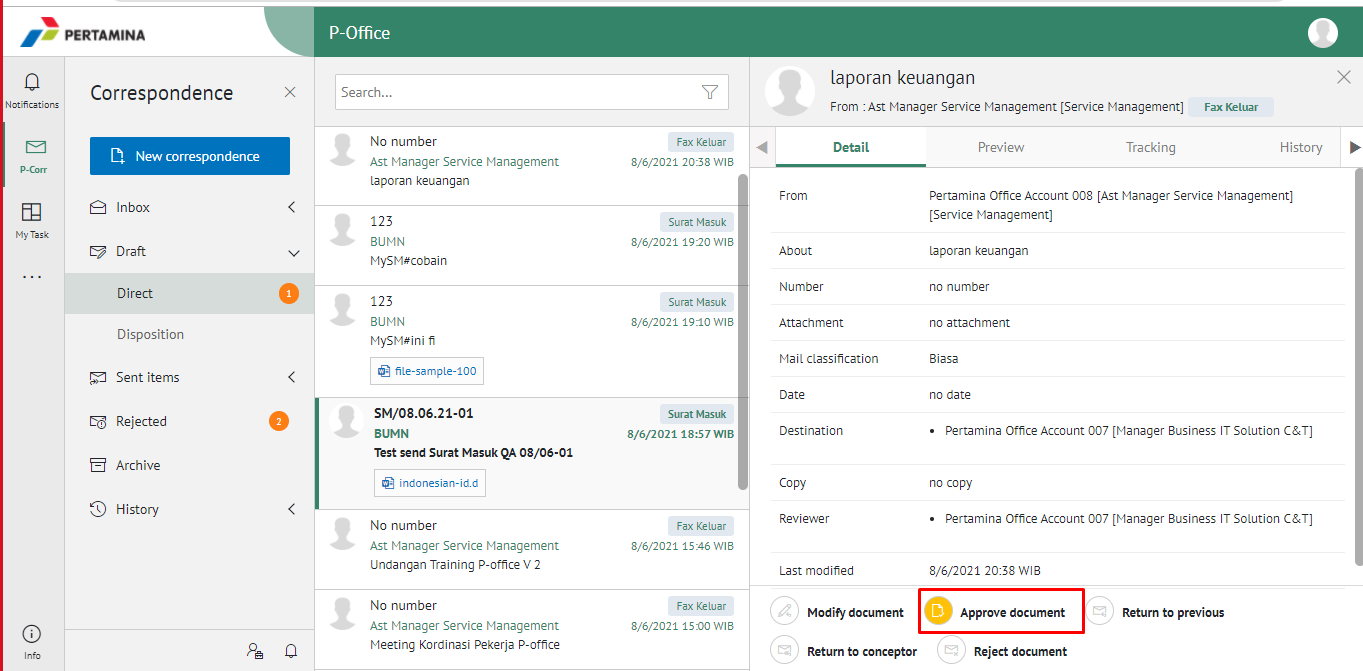 PERTAMINA
P-Office
Notifications
P-Corr
My Task
...
Info
Correspondence
New correspondence
Inbox
Draft
Direct
1
Disposition
Sent items
Rejected
2
Archive
History
Search...
No number
Fax Keluar
Ast Manager Service Management
8/6/2021 20:38 WIB
laporan keuangan
123
Surat Masuk
BUMN
8/6/2021 19:20 WIB
MySM#cobain
123
Surat Masuk
BUMN
8/6/2021 19:10 WIB
MySM#ini fi
file-sample-100
SM/08.06.21-01
Surat Masuk
BUMN
8/6/2021 18:57 WIB
Test send Surat Masuk QA 08/06-01
indonesian-id.d
No number
Fax Keluar
Ast Manager Service Management
8/6/2021 15:46 WIB
Undangan Training P-office V 2
No number
Fax Keluar
Ast Manager Service Management
8/6/2021 15:00 WIB
Meeting Kordinasi Pekerja P-office
laporan keuangan
From : Ast Manager Service Management [Service Management]
Fax Keluar
Detail
Preview
Tracking
History
From
Pertamina Office Account 008 [Ast Manager Service Management]
[Service Management]
About
laporan keuangan
Number
no number
Attachment
no attachment
Mail classification
Biasa
Date
no date
Destination
• Pertamina Office Account 007 [Manager Business IT Solution C&T]
Copy
no copy
Reviewer
• Pertamina Office Account 007 [Manager Business IT Solution C&T]
Last modified
8/6/2021 20:38 WIB
Modify document
Approve document
Return to previous
Return to conceptor
Reject document